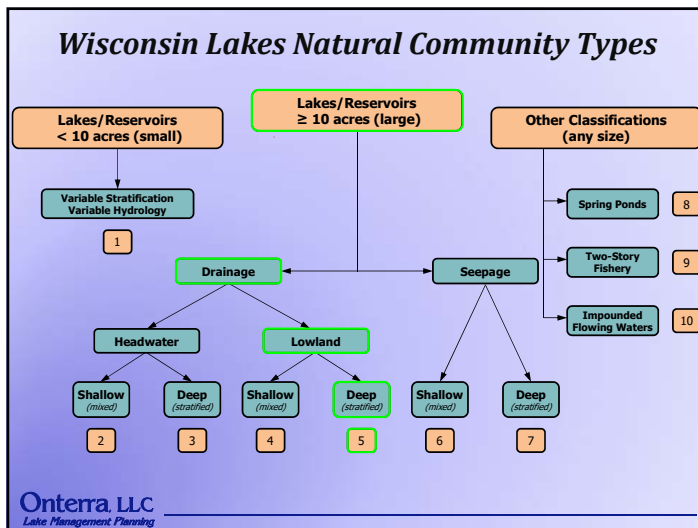 Wisconsin Lakes Natural Community Types
Lakes/Reservoirs
< 10 acres (small)
Lakes/Reservoirs
≥ 10 acres (large)
Other Classifications
(any size)
Variable Stratification
Variable Hydrology
1
Spring Ponds
8
Two-Story
Fishery
9
Impounded
Flowing Waters
10
Drainage
Seepage
Headwater
Lowland
Shallow
(mixed)
Deep
(stratified)
Shallow
(mixed)
Deep
(stratified)
Shallow
(mixed)
Deep
(stratified)
2
3
4
5
6
7
Onterra, LLC
Lake Management Planning